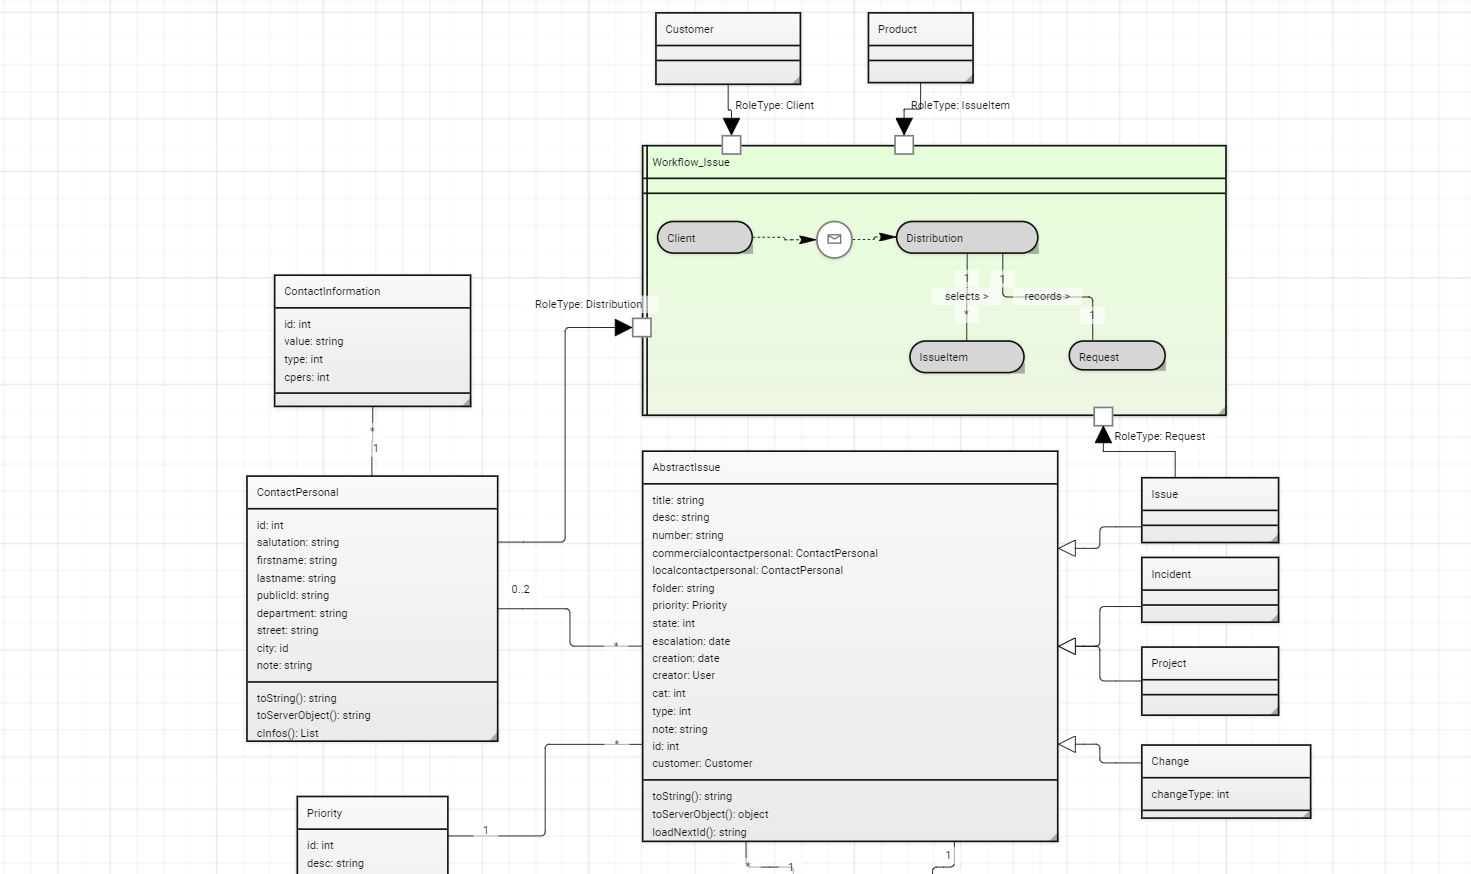 Customer
Product
RoleType: Client
RoleType: IssueItem
Workflow_Issue
Client
Distribution
1
1
selects >
records >
*
1
IssueItem
Request
RoleType: Distribution
ContactInformation
id: int
value: string
type: int
cpers: int
*
1
RoleType: Request
ContactPersonal
id: int
salutation: string
firstname: string
lastname: string
publicId: string
department: string
street: string
city: id
note: string
toString(): string
toServerObject(): string
cInfos(): List
0..2
*
AbstractIssue
title: string
desc: string
number: string
commercialcontactpersonal: ContactPersonal
localcontactpersonal: ContactPersonal
folder: string
priority: Priority
state: int
escalation: date
creation: date
creator: User
cat: int
type: int
note: string
id: int
customer: Customer
toString(): string
toServerObject(): object
loadNextId(): string
Issue
Incident
Project
Change
changeType: int
*
1
Priority
id: int
desc: string
*
1
1